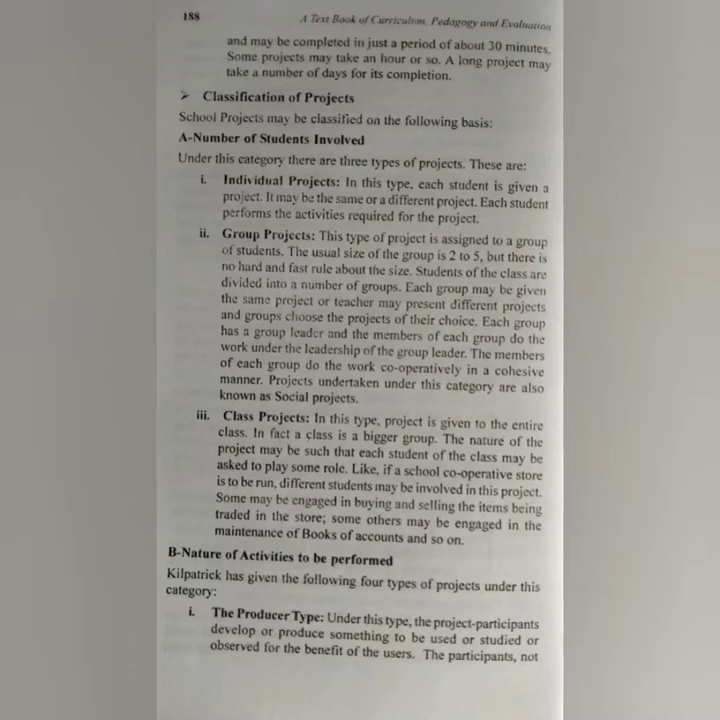 188
A Text Book of Curriculum, Pedagogy and Evaluation
and may be completed in just a period of about 30 minutes.
Some projects may take an hour or so. A long project may
take a number of days for its completion.
➢ Classification of Projects
School Projects may be classified on the following basis:
A-Number of Students Involved
Under this category there are three types of projects. These are:
i. Individual Projects: In this type, each student is given a
project. It may be the same or a different project. Each student
performs the activities required for the project.
ii. Group Projects: This type of project is assigned to a group
of students. The usual size of the group is 2 to 5, but there is
no hard and fast rule about the size. Students of the class are
divided into a number of groups. Each group may be given
the same project or teacher may present different projects
and groups choose the projects of their choice. Each group
has a group leader and the members of each group do the
work under the leadership of the group leader. The members
of each group do the work co-operatively in a cohesive
manner. Projects undertaken under this category are also
known as Social projects.
iii. Class Projects: In this type, project is given to the entire
class. In fact a class is a bigger group. The nature of the
project may be such that each student of the class may be
asked to play some role. Like, if a school co-operative store
is to be run, different students may be involved in this project.
Some may be engaged in buying and selling the items being
traded in the store; some others may be engaged in the
maintenance of Books of accounts and so on.
B-Nature of Activities to be performed
Kilpatrick has given the following four types of projects under this
category:
i. The Producer Type: Under this type, the project-participants
develop or produce something to be used or studied or
observed for the benefit of the users. The participants, not